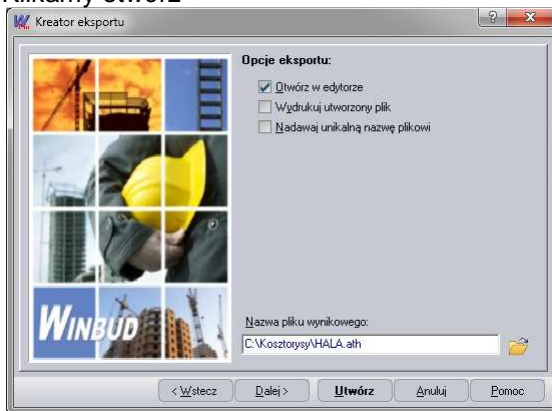 Klikamy utwórz
Kreator eksportu
Opcje eksportu:
Otwórz w edytorze
Wydrukuj utworzony plik
Nadawaj unikalną nazwę plikowi
WINBUD
Nazwa pliku wynikowego:
C:\Kosztorysy\HALA.ath
< Wstecz
Dalej >
Utwórz
Anuluj
Pomoc